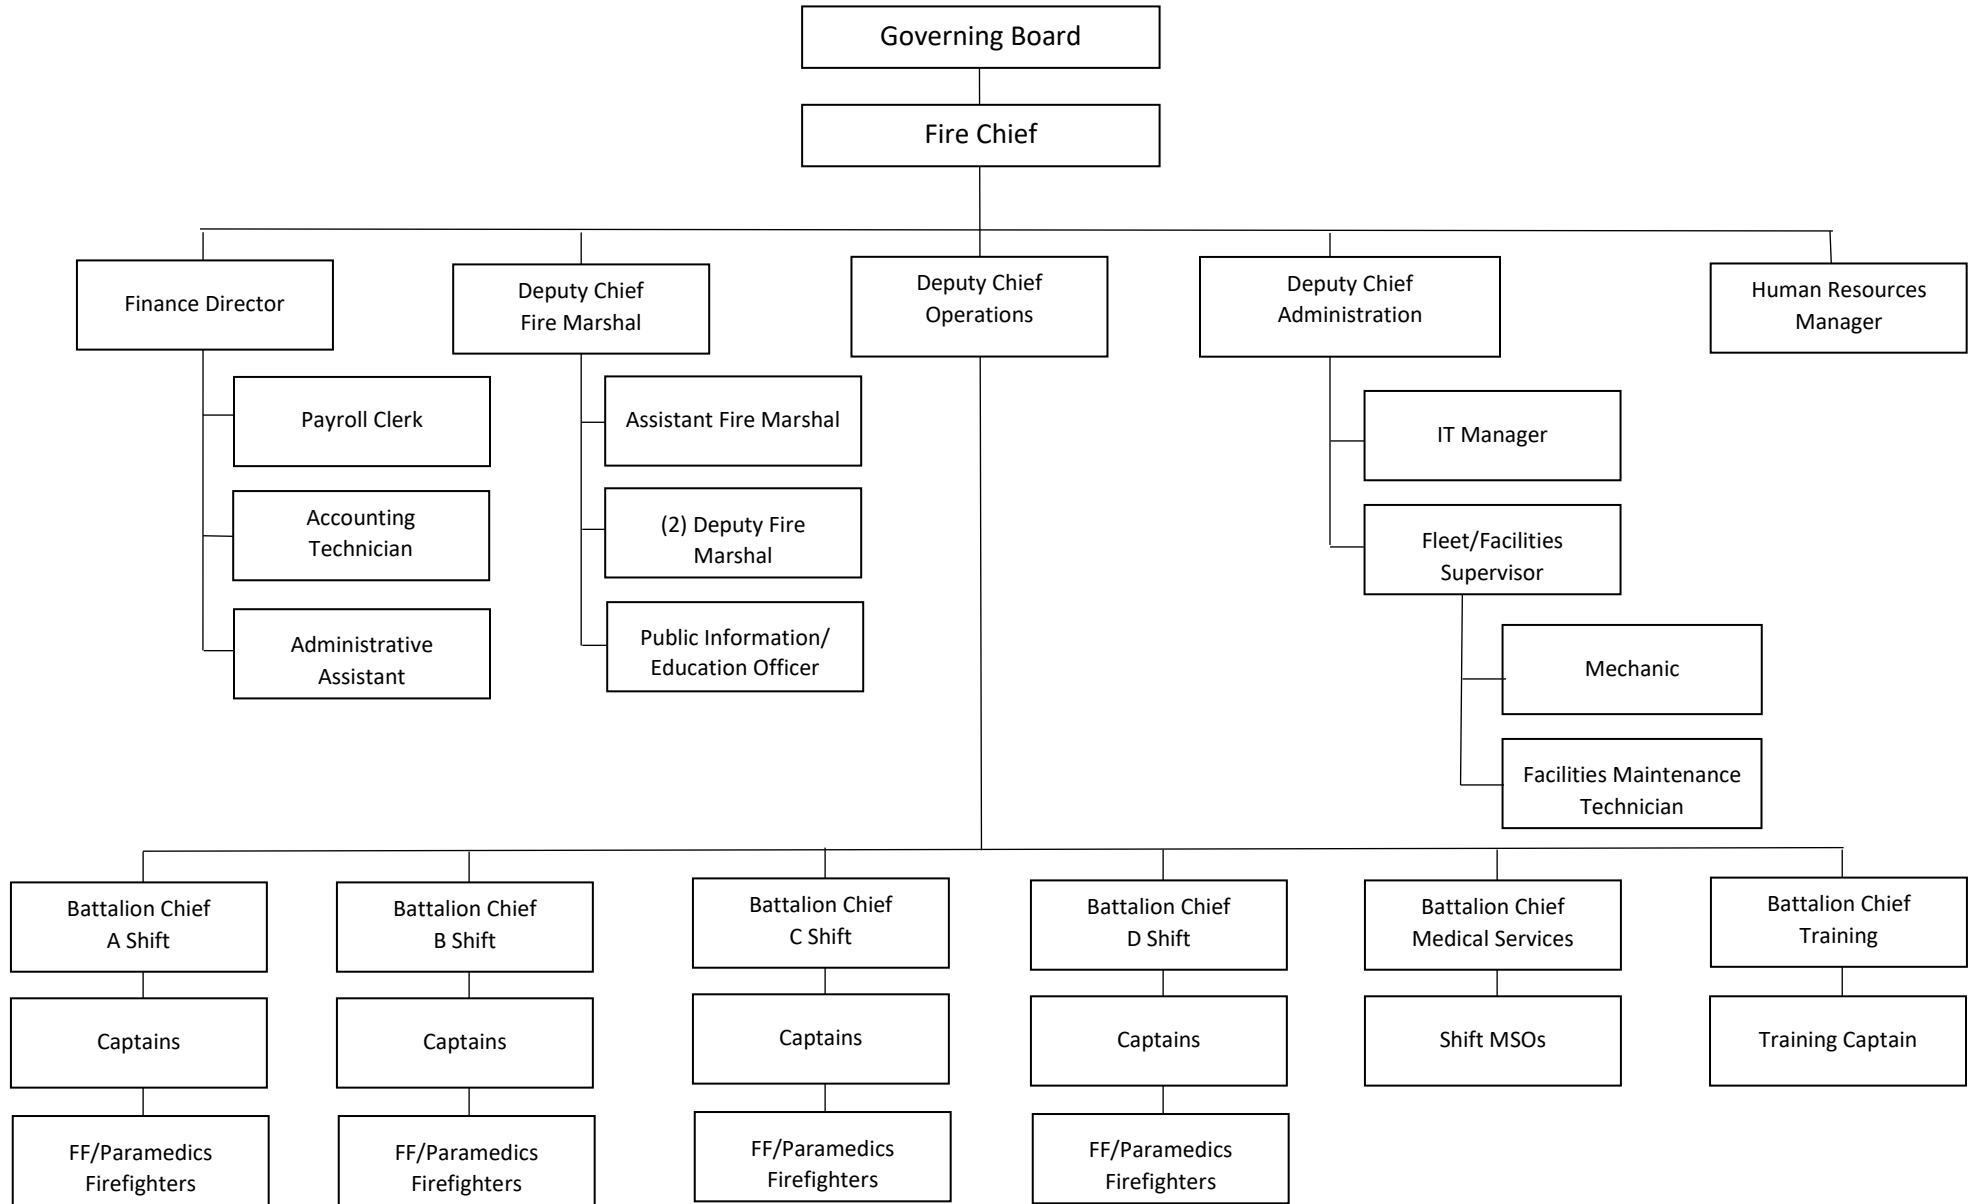 Governing Board
Fire Chief
Finance Director
Deputy Chief
Fire Marshal
Deputy Chief
Operations
Deputy Chief
Administration
Human Resources
Manager
Payroll Clerk
Accounting
Technician
Administrative
Assistant
Assistant Fire Marshal
(2) Deputy Fire
Marshal
Public Information/
Education Officer
IT Manager
Fleet/Facilities
Supervisor
Mechanic
Facilities Maintenance
Technician
Battalion Chief
A Shift
Battalion Chief
B Shift
Battalion Chief
C Shift
Battalion Chief
D Shift
Battalion Chief
Medical Services
Battalion Chief
Training
Captains
Captains
Captains
Captains
Shift MSOs
Training Captain
FF/Paramedics
Firefighters
FF/Paramedics
Firefighters
FF/Paramedics
Firefighters
FF/Paramedics
Firefighters